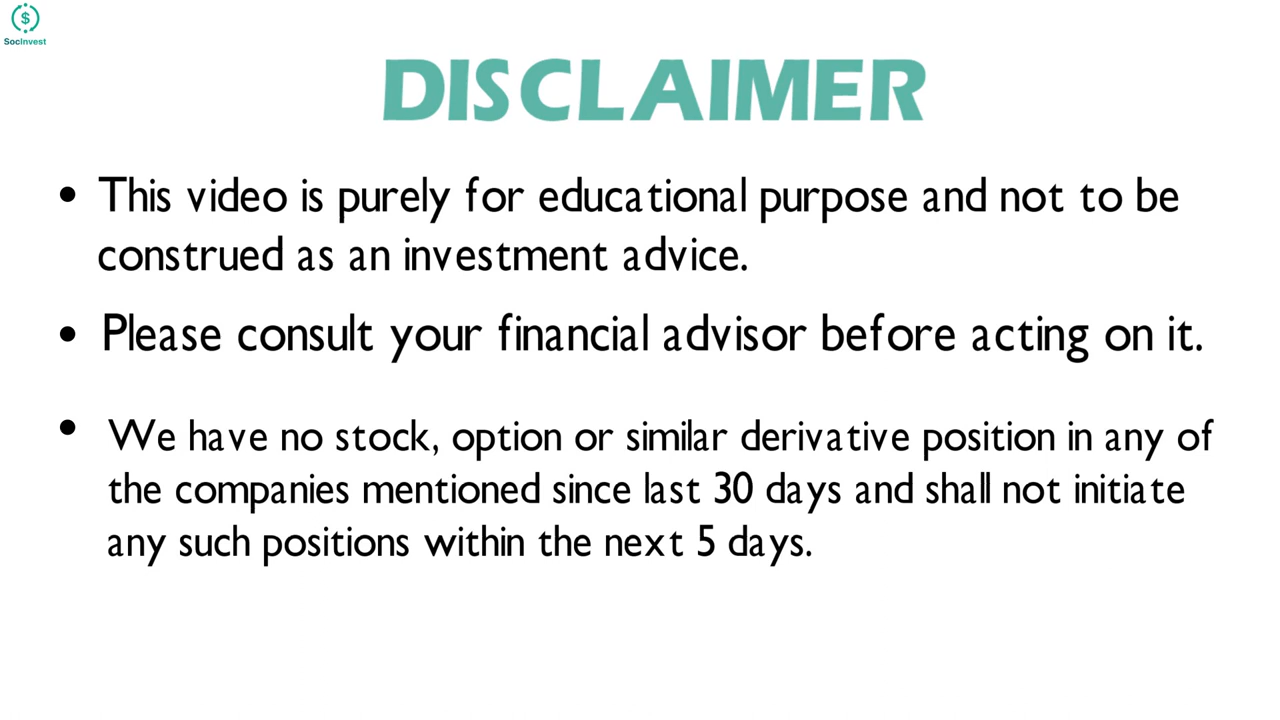 $
SocInvest
DISCLAIMER
• This video is purely for educational purpose and not to be
construed as an investment advice.
• Please consult your financial advisor before acting on it.
• We have no stock, option or similar derivative position in any of
the companies mentioned since last 30 days and shall not initiate
any such positions within the next 5 days.